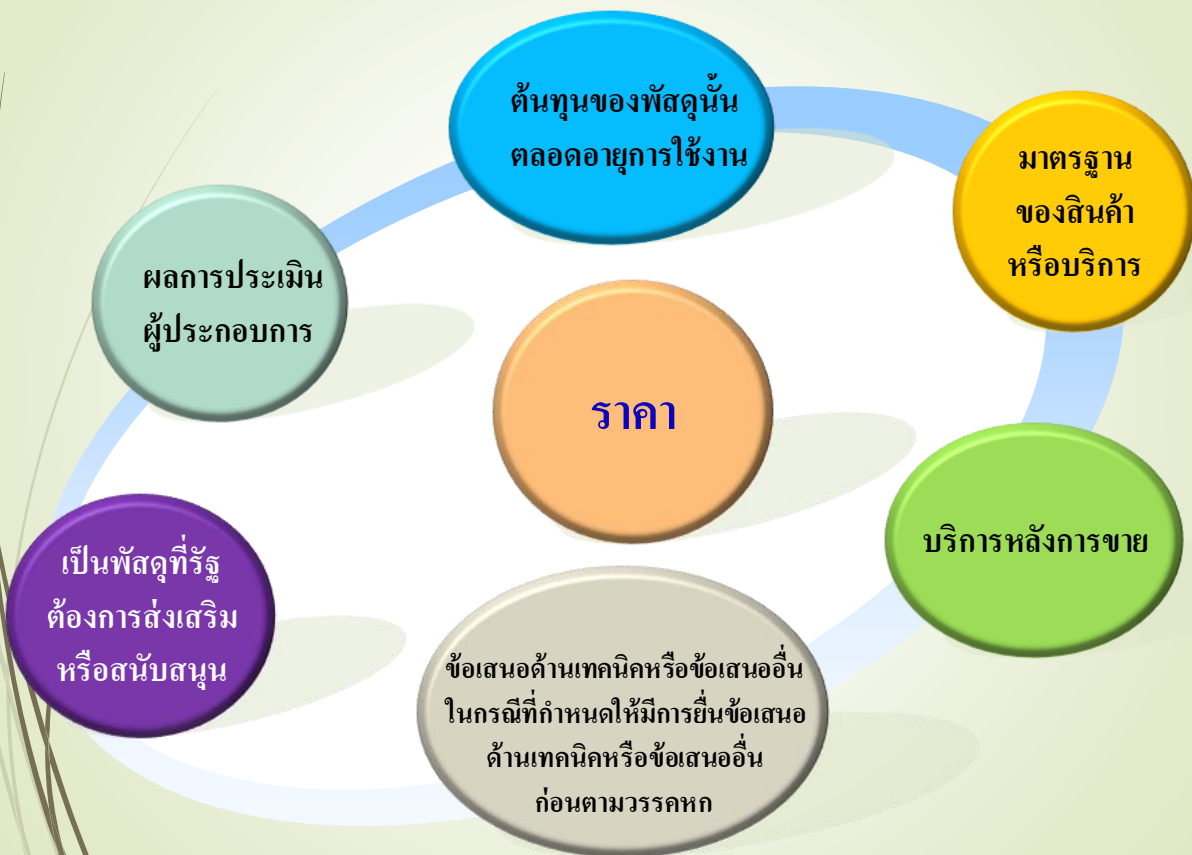 ต้นทุนของพัสดุนั้น
ตลอดอายุการใช้งาน
มาตรฐาน
ของสินค้า
หรือบริการ
ผลการประเมิน
ผู้ประกอบการ
ราคา
บริการหลังการขาย
เป็นพัสดุที่รัฐ
ต้องการส่งเสริม
หรือสนับสนุน
ข้อเสนอด้านเทคนิคหรือข้อเสนออื่น
ในกรณีที่กำหนดให้มีการยื่นข้อเสนอ
ด้านเทคนิคหรือข้อเสนออื่น
ก่อนตามวรรคหก